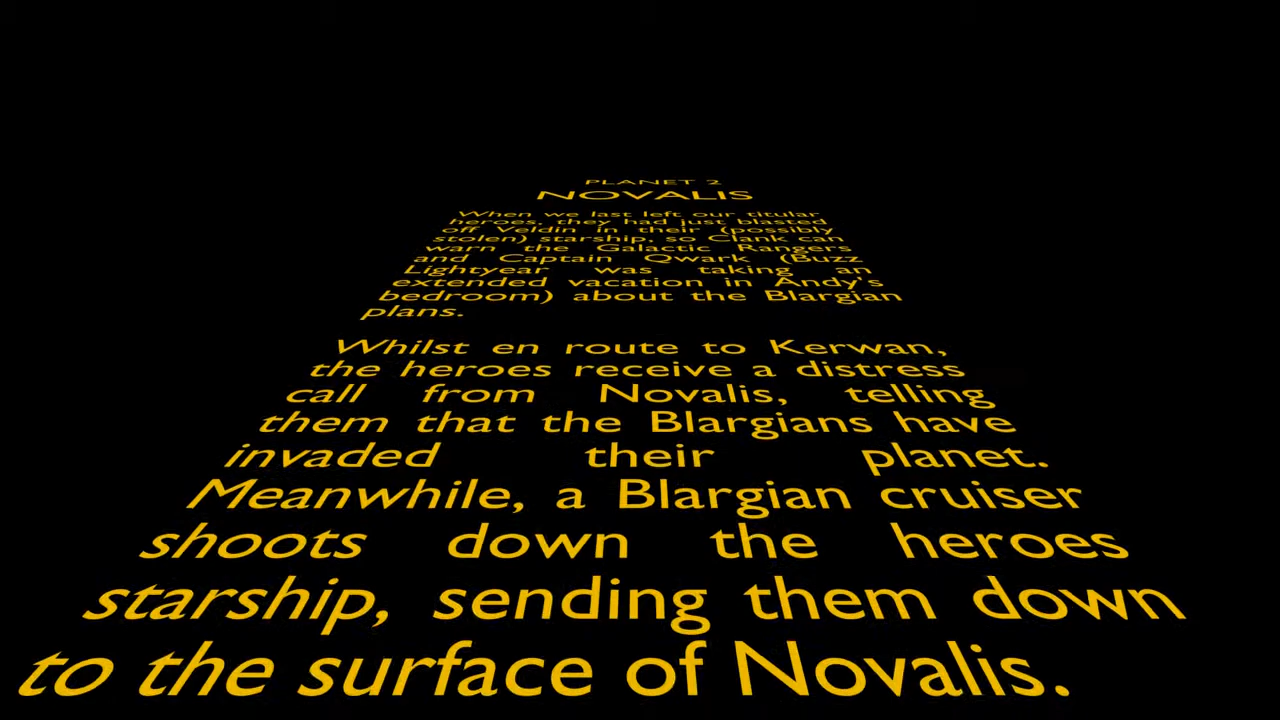 PLANET 2
NOVALIS
When we last left our titular
heroes, they had just blasted
off Veldin in their (possibly
stolen) starship, so Clank can
warn the Galactic Rangers
and Captain Qwark (Buzz
Lightyear was taking an
extended vacation in Andy's
bedroom) about the Blargian
plans.
Whilst en route to Kerwan,
the heroes receive a distress
call from Novalis, telling
them that the Blargians have
invaded their planet.
Meanwhile, a Blargian cruiser
shoots down the heroes
starship, sending them down
to the surface of Novalis.